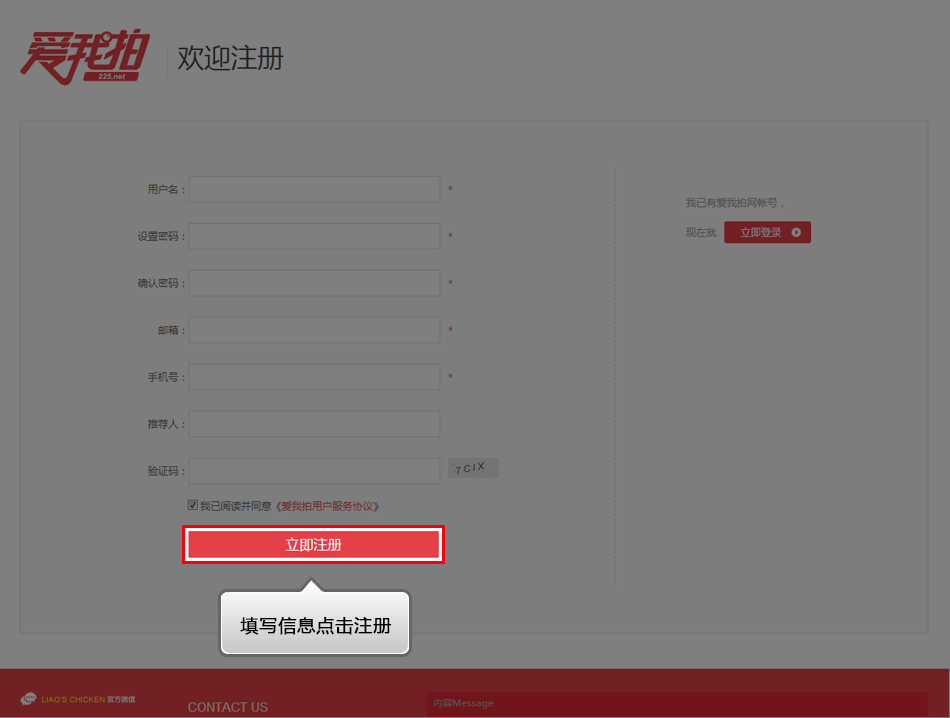 爱我拍
225.net
欢迎注册
用户名：
*
设置密码：
*
确认密码：
*
邮箱：
*
手机号：
*
推荐人：
验证码：
7CIX
我已阅读并同意《爱我拍用户服务协议》
立即注册
填写信息点击注册
我已有爱我拍网帐号，
现在就 立即登录
LIAO'S CHICKEN 官方微信
CONTACT US
内容Message